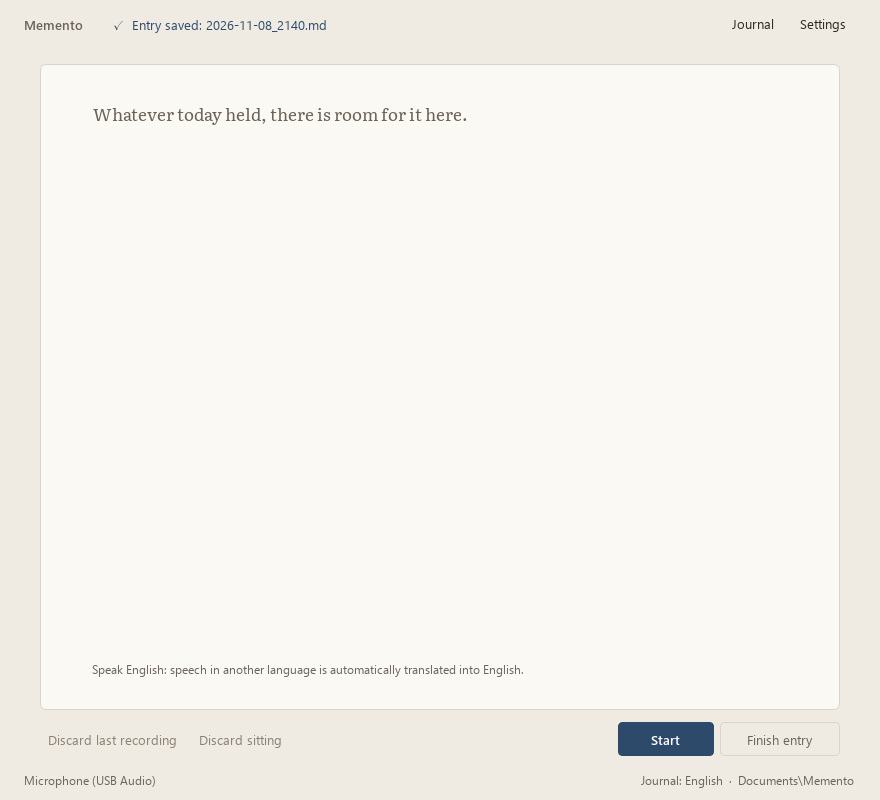 Memento ✓ Entry saved: 2026-11-08_2140.md Journal Settings
Whatever today held, there is room for it here.
Speak English: speech in another language is automatically translated into English.
Discard last recording Discard sitting Start Finish entry
Microphone (USB Audio) Journal: English · Documents\Memento